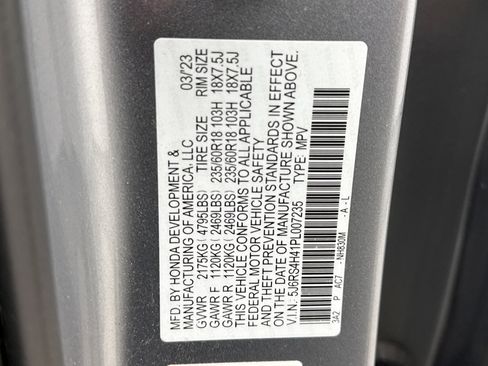 MFD. BY HONDA DEVELOPMENT & 03/23
MANUFACTURING OF AMERICA, LLC
GVWR 2175KG ( 4795LBS) TIRE SIZE RIM SIZE
GAWR F 1120KG ( 2469LBS) 235/60R18 103H 18X7.5J
GAWR R 1120KG ( 2469LBS) 235/60R18 103H 18X7.5J
THIS VEHICLE CONFORMS TO ALL APPLICABLE
FEDERAL MOTOR VEHICLE SAFETY
AND THEFT PREVENTION STANDARDS IN EFFECT
ON THE DATE OF MANUFACTURE SHOWN ABOVE.
V.I.N: 5J6RS4H41PL007235 TYPE: MPV
3A2 P AC7 NH830M - A - L